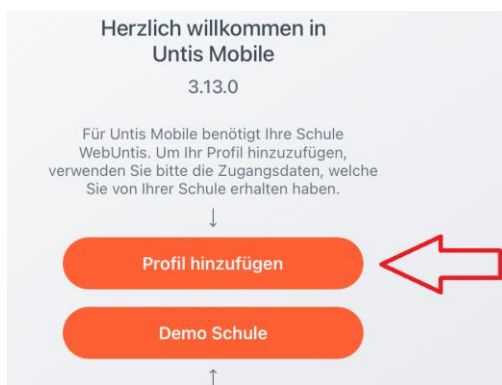 Herzlich willkommen in
Untis Mobile
3.13.0
Für Untis Mobile benötigt Ihre Schule
WebUntis. Um Ihr Profil hinzuzufügen,
verwenden Sie bitte die Zugangsdaten, welche
Sie von Ihrer Schule erhalten haben.
Profil hinzufügen
Demo Schule